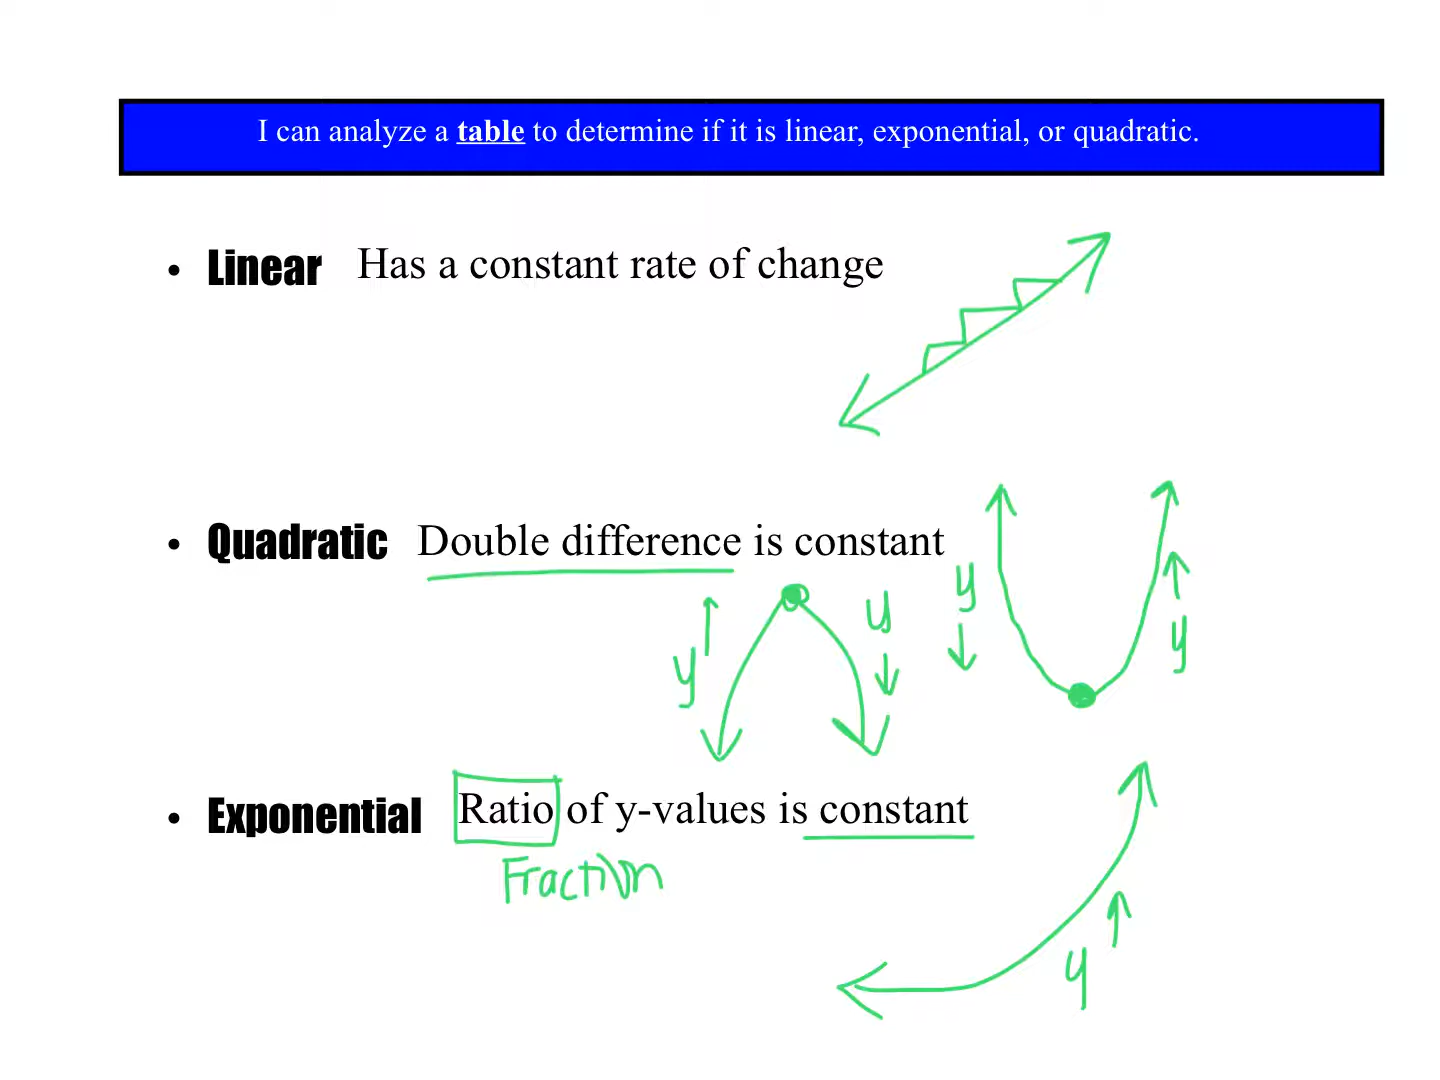 I can analyze a table to determine if it is linear, exponential, or quadratic.
• Linear Has a constant rate of change
• Quadratic Double difference is constant
y
y
y
y
• Exponential Ratio of y-values is constant
Fraction
y